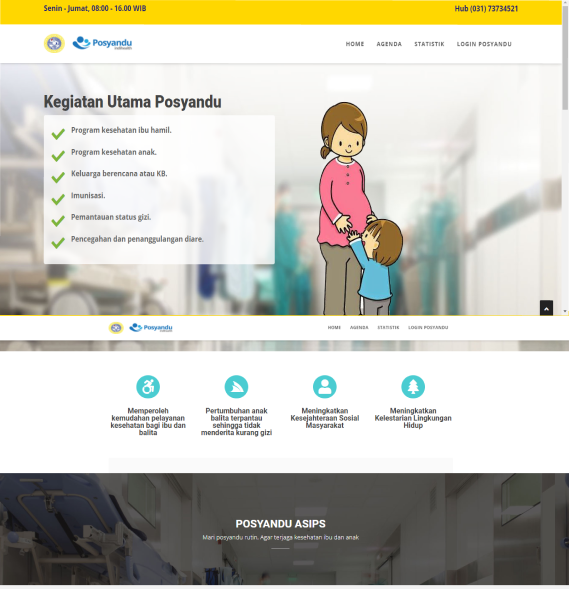 Senin - Jumat, 08:00 - 16.00 WIB
Hub (031) 73734521
Posyandu
HOME AGENDA STATISTIK LOGIN POSYANDU
Kegiatan Utama Posyandu
Program kesehatan ibu hamil.
Program kesehatan anak.
Keluarga berencana atau KB.
Imunisasi.
Pemantauan status gizi.
Pencegahan dan penanggulangan diare.
Posyandu
HOME AGENDA STATISTIK LOGIN POSYANDU
Memperoleh
kemudahan pelayanan
kesehatan bagi ibu dan
balita
Pertumbuhan anak
balita terpantau
sehingga tidak
menderita kurang gizi
Meningkatkan
Kesejahteraan Sosial
Masyarakat
Meningkatkan
Kelestarian Lingkungan
Hidup
POSYANDU ASIPS
Mari posyandu rutin. Agar terjaga kesehatan ibu dan anak